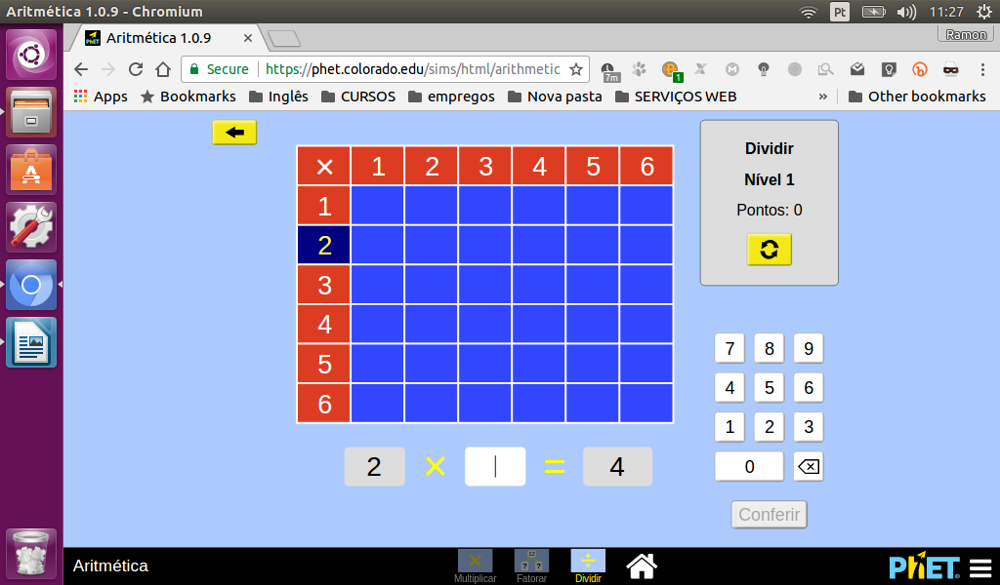 Aritmética 1.0.9 - Chromium
Pt
11:27
Aritmética 1.0.9
Ramon
Secure
https://phet.colorado.edu/sims/html/arithmetic
7m
1
Apps
Bookmarks
Inglês
CURSOS
empregos
Nova pasta
SERVIÇOS WEB
»
Other bookmarks
× 1 2 3 4 5 6
1
2
3
4
5
6
Dividir
Nível 1
Pontos: 0
7 8 9
4 5 6
1 2 3
0
2 × = 4
Conferir
Aritmética
Multiplicar
12
? ?
Fatorar
÷
Dividir
PhET